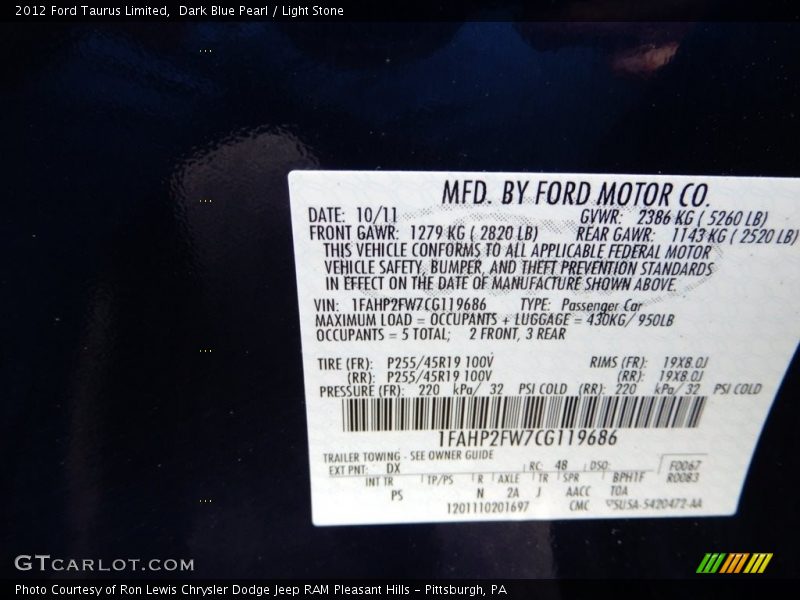 2012 Ford Taurus Limited, Dark Blue Pearl / Light Stone
MFD. BY FORD MOTOR CO.
DATE: 10/11 GVWR: 2386 KG ( 5260 LB)
FRONT GAWR: 1279 KG ( 2820 LB) REAR GAWR: 1143 KG ( 2520 LB)
THIS VEHICLE CONFORMS TO ALL APPLICABLE FEDERAL MOTOR
VEHICLE SAFETY, BUMPER, AND THEFT PREVENTION STANDARDS
IN EFFECT ON THE DATE OF MANUFACTURE SHOWN ABOVE.
VIN: 1FAHP2FW7CG119686 TYPE: Passenger Car
MAXIMUM LOAD = OCCUPANTS + LUGGAGE = 430KG/ 950LB
OCCUPANTS = 5 TOTAL; 2 FRONT, 3 REAR
TIRE (FR): P255/45R19 100V RIMS (FR): 19X8.0J
(RR): P255/45R19 100V (RR): 19X8.0J
PRESSURE (FR): 220 kPa/ 32 PSI COLD (RR): 220 kPa/ 32 PSI COLD
1FAHP2FW7CG119686
TRAILER TOWING - SEE OWNER GUIDE
EXT PNT: DX RC: 48 DSO: F0067
INT TR TP/PS R AXLE TR SPR BPH1F R0083
PS N 2A J AACC T0A
1201110201697 CMC SUSA-5420472-AA
GTCARLOT.COM
Photo Courtesy of Ron Lewis Chrysler Dodge Jeep RAM Pleasant Hills - Pittsburgh, PA